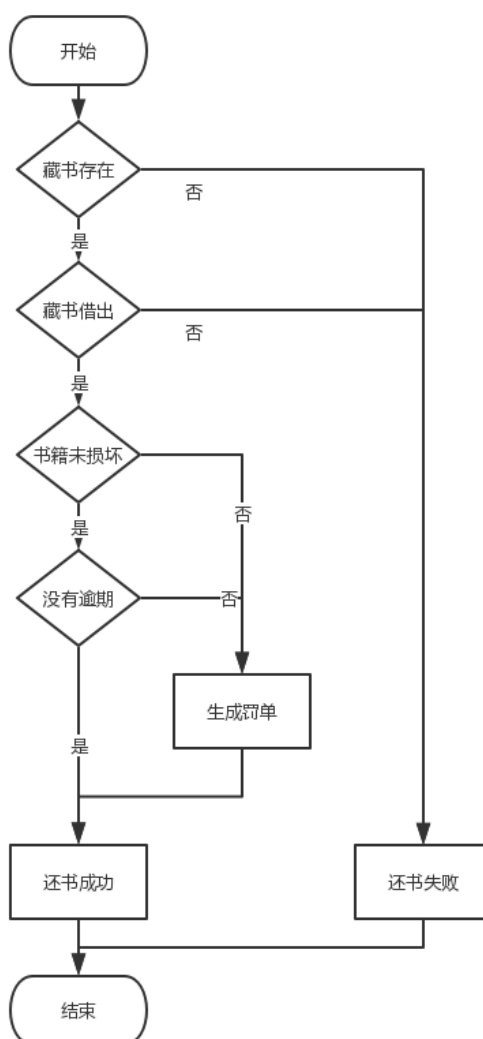 开始
藏书存在
否
是
藏书借出
否
是
书籍未损坏
否
是
没有逾期
否
生成罚单
是
还书成功
还书失败
结束